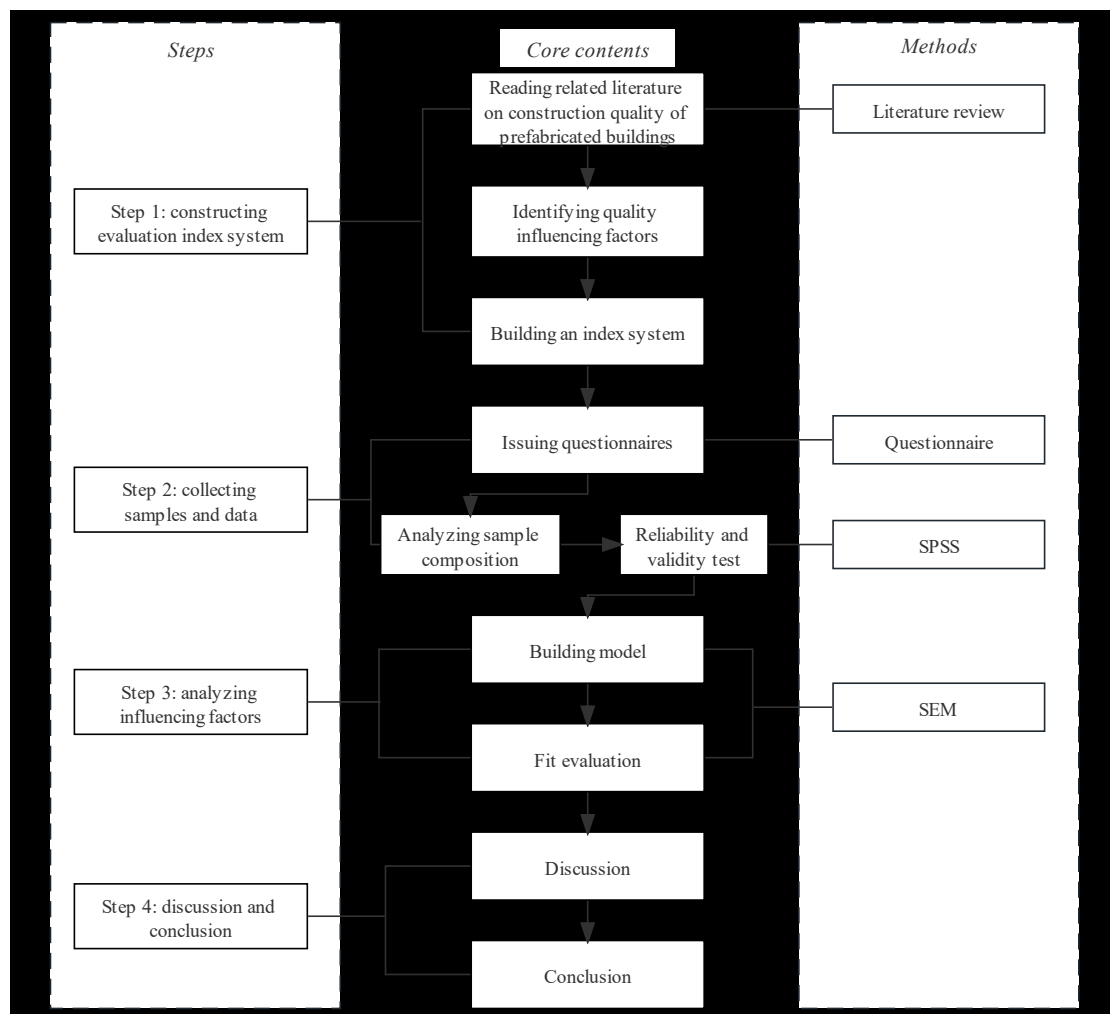 Steps
Core contents
Methods
Reading related literature
on construction quality of
prefabricated buildings
Literature review
Step 1: constructing
evaluation index system
Identifying quality
influencing factors
Building an index system
Issuing questionnaires
Questionnaire
Step 2: collecting
samples and data
Analyzing sample
composition
Reliability and
validity test
SPSS
Building model
Step 3: analyzing
influencing factors
SEM
Fit evaluation
Discussion
Step 4: discussion and
conclusion
Conclusion